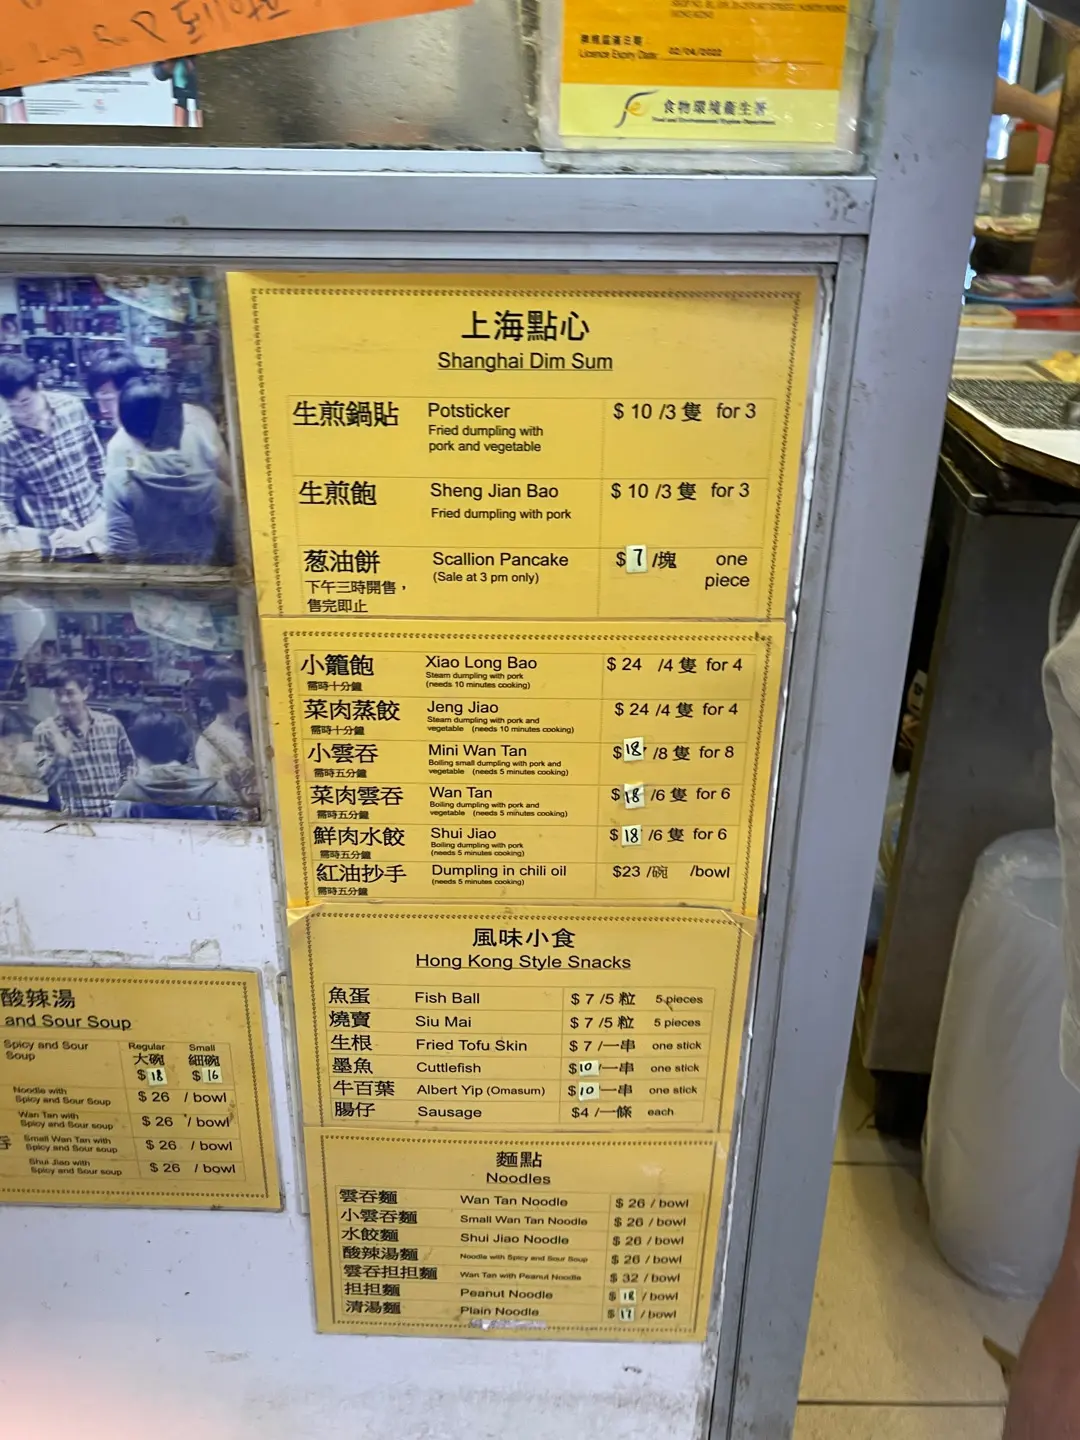 HONG KONG
牌照屆滿日期
Licence Expiry Date: 02/04/2022
食物環境衞生署
Food and Environmental Hygiene Department
上海點心
Shanghai Dim Sum
生煎鍋貼 Potsticker $ 10 /3 隻 for 3
Fried dumpling with
pork and vegetable
生煎飽 Sheng Jian Bao $ 10 /3 隻 for 3
Fried dumpling with pork
葱油餅 Scallion Pancake $ 7 /塊 one
下午三時開售， (Sale at 3 pm only) piece
售完即止
小籠飽 Xiao Long Bao $ 24 /4 隻 for 4
Steam dumpling with pork
需時十分鐘 (needs 10 minutes cooking)
菜肉蒸餃 Jeng Jiao $ 24 /4 隻 for 4
Steam dumpling with pork and
需時十分鐘 vegetable (needs 10 minutes cooking)
小雲吞 Mini Wan Tan $ 18 /8 隻 for 8
Boiling small dumpling with pork and
需時五分鐘 vegetable (needs 5 minutes cooking)
菜肉雲吞 Wan Tan $ 18 /6 隻 for 6
Boiling dumpling with pork and
需時五分鐘 vegetable (needs 5 minutes cooking)
鮮肉水餃 Shui Jiao $ 18 /6 隻 for 6
Boiling dumpling with pork
需時五分鐘 (needs 5 minutes cooking)
紅油抄手 Dumpling in chili oil $23 /碗 /bowl
需時五分鐘 (needs 5 minutes cooking)
風味小食
Hong Kong Style Snacks
魚蛋 Fish Ball $ 7 /5 粒 5 pieces
燒賣 Siu Mai $ 7 /5 粒 5 pieces
生根 Fried Tofu Skin $ 7 /一串 one stick
墨魚 Cuttlefish $10 /一串 one stick
牛百葉 Albert Yip (Omasum) $10 /一串 one stick
腸仔 Sausage $4 /一條 each
麵點
Noodles
雲吞麵 Wan Tan Noodle $ 26 / bowl
小雲吞麵 Small Wan Tan Noodle $ 26 / bowl
水餃麵 Shui Jiao Noodle $ 26 / bowl
酸辣湯麵 Noodle with Spicy and Sour Soup $ 26 / bowl
雲吞担担麵 Wan Tan with Peanut Noodle $ 32 / bowl
担担麵 Peanut Noodle $ 18 / bowl
清湯麵 Plain Noodle $ 17 / bowl
酸辣湯
and Sour Soup
Spicy and Sour Soup Regular Small
大碗 細碗
$ 18 $ 16
Noodle with
Spicy and Sour Soup $ 26 / bowl
Wan Tan with
Spicy and Sour soup $ 26 / bowl
Small Wan Tan with
Spicy and Sour soup $ 26 / bowl
Shui Jiao with
Spicy and Sour soup $ 26 / bowl